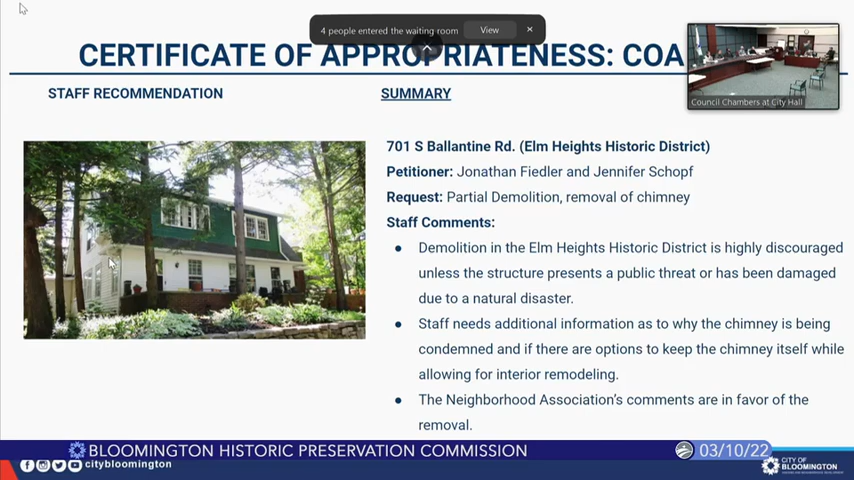 4 people entered the waiting room View ×
CERTIFICATE OF APPROPRIATENESS: COA
Council Chambers at City Hall
STAFF RECOMMENDATION
SUMMARY
701 S Ballantine Rd. (Elm Heights Historic District)
Petitioner: Jonathan Fiedler and Jennifer Schopf
Request: Partial Demolition, removal of chimney
Staff Comments:
● Demolition in the Elm Heights Historic District is highly discouraged
unless the structure presents a public threat or has been damaged
due to a natural disaster.
● Staff needs additional information as to why the chimney is being
condemned and if there are options to keep the chimney itself while
allowing for interior remodeling.
● The Neighborhood Association's comments are in favor of the
removal.
BLOOMINGTON HISTORIC PRESERVATION COMMISSION
03/10/22
citybloomington
CITY OF
BLOOMINGTON